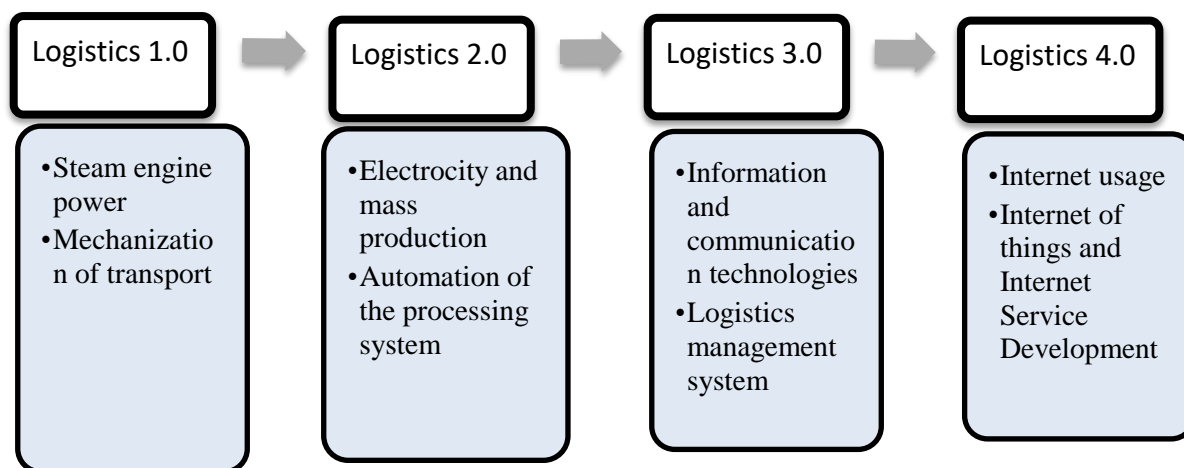 Logistics 1.0
•Steam engine
power
•Mechanizatio
n of transport
Logistics 2.0
•Electrocity and
mass
production
•Automation of
the processing
system
Logistics 3.0
•Information
and
communicatio
n technologies
•Logistics
management
system
Logistics 4.0
•Internet usage
•Internet of
things and
Internet
Service
Development